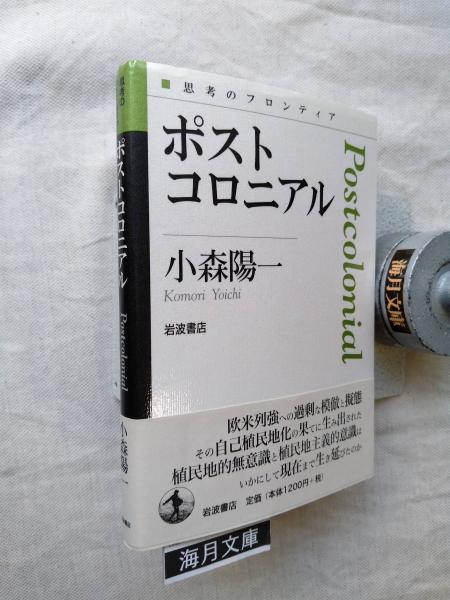 ■思考のフロンティア
ポスト
コロニアル
Postcolonial
小森陽一
Komori Yoichi
岩波書店
欧米列強への過剰な模倣と擬態
その自己植民地化の果てに生み出された
植民地的無意識と植民地主義的意識は
いかにして現在まで生き延びたのか
岩波書店 定価(本体1200円+税)
ポストコロニアル
Postcolonial
小森陽一
海月文庫
海月文庫